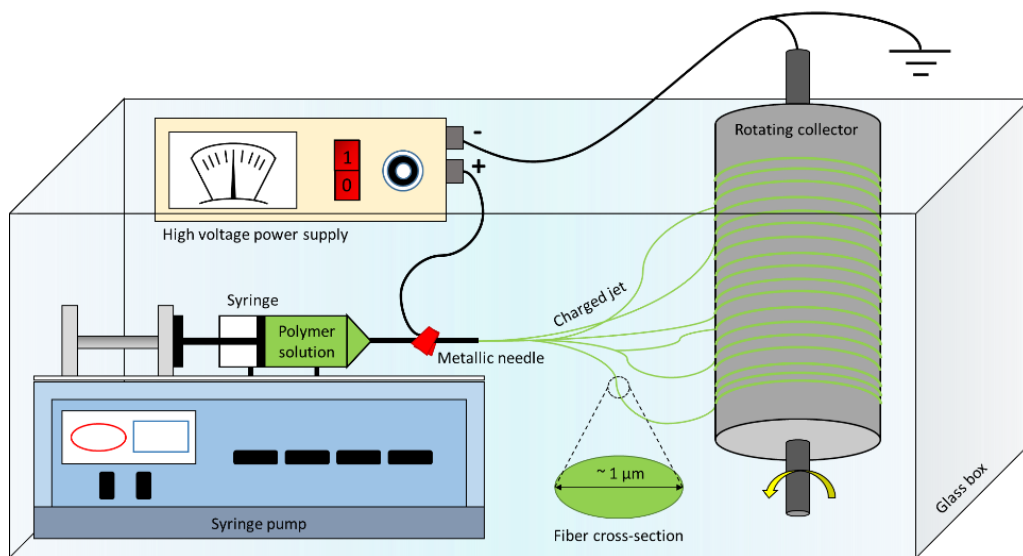 Rotating collector
-
+
1
0
High voltage power supply
Syringe
Polymer
solution
Charged jet
Metallic needle
~ 1 µm
Fiber cross-section
Syringe pump
Glass box